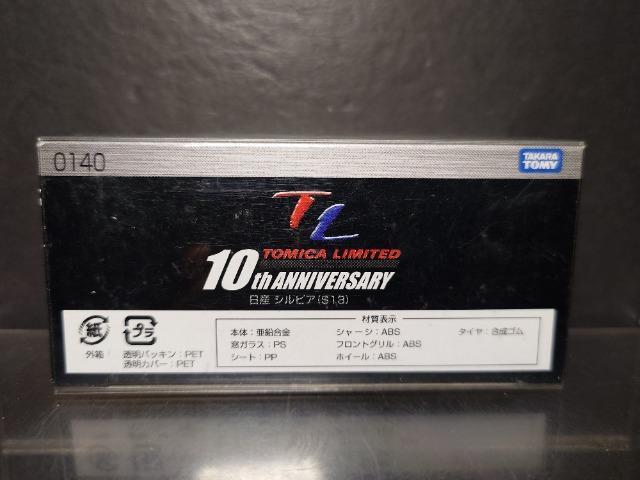 0140
TAKARA
TOMY
TL
TOMICA LIMITED
10th ANNIVERSARY
日産 シルビア(S13)
材質表示
紙
プラ
外箱
透明パッキン：PET
透明カバー：PET
本体：亜鉛合金
窓ガラス：PS
シート：PP
シャーシ：ABS
フロントグリル：ABS
ホイール：ABS
タイヤ：合成ゴム